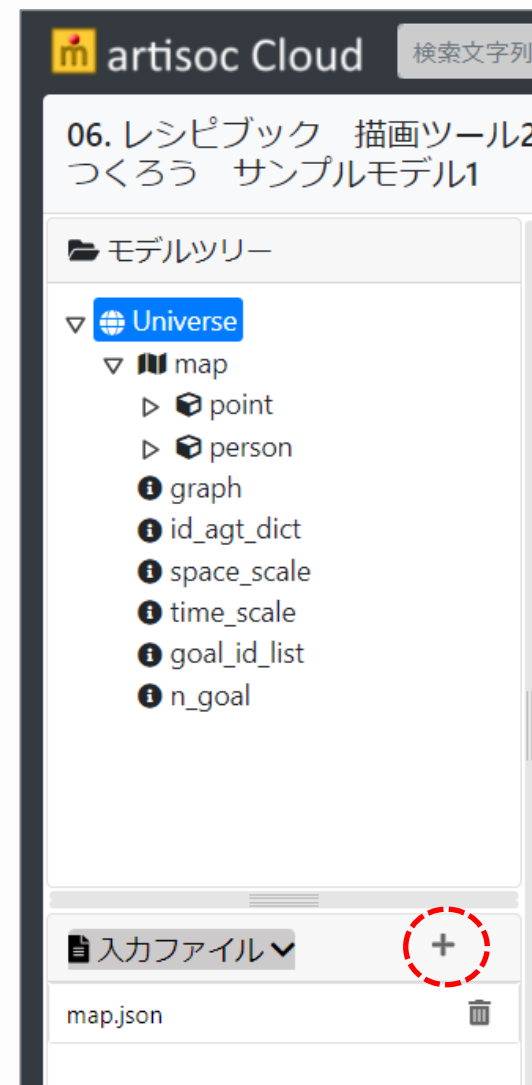 artisoc Cloud
検索文字列
06. レシピブック　描画ツール2
つくろう　サンプルモデル1
モデルツリー
Universe
map
point
person
graph
id_agt_dict
space_scale
time_scale
goal_id_list
n_goal
入力ファイル
map.json